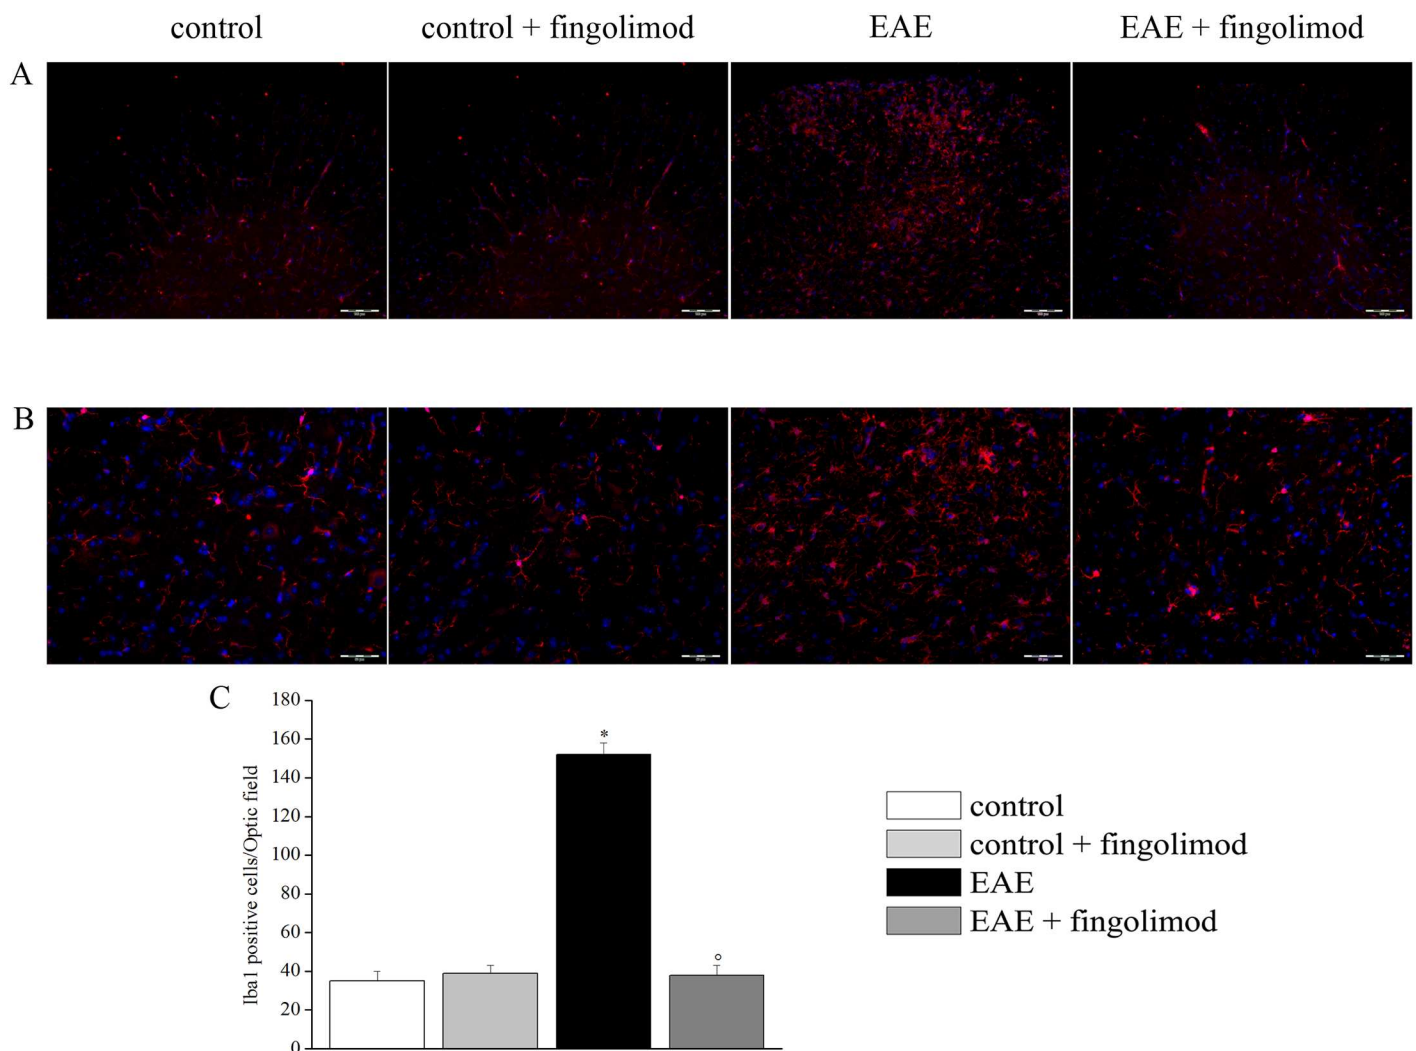 control
control + fingolimod
EAE
EAE + fingolimod
A
B
C
180
160
140
120
100
80
60
40
20
0
Iba1 positive cells/Optic field
*
°
control
control + fingolimod
EAE
EAE + fingolimod